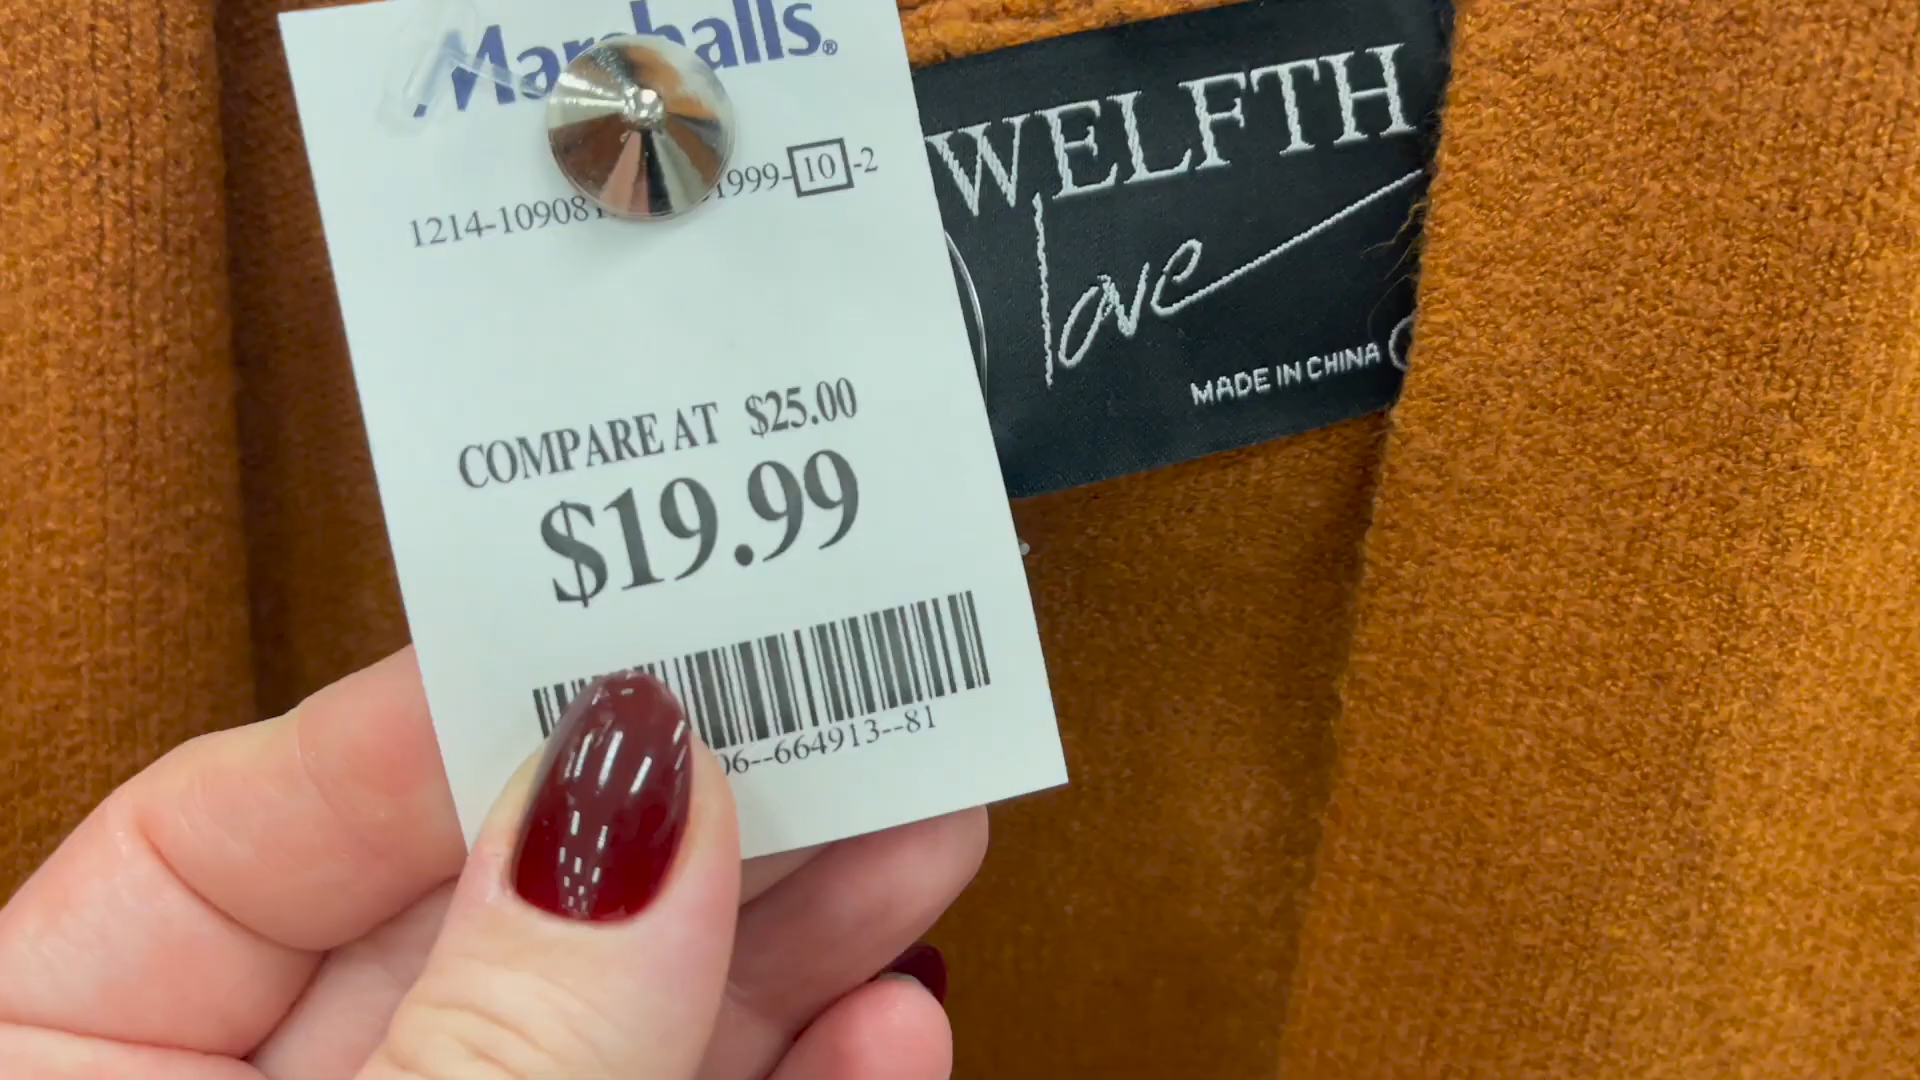 Marshalls®
1214-10908 1999-10-2
COMPARE AT $25.00
$19.99
06--664913--81
WELFTH
love
MADE IN CHINA